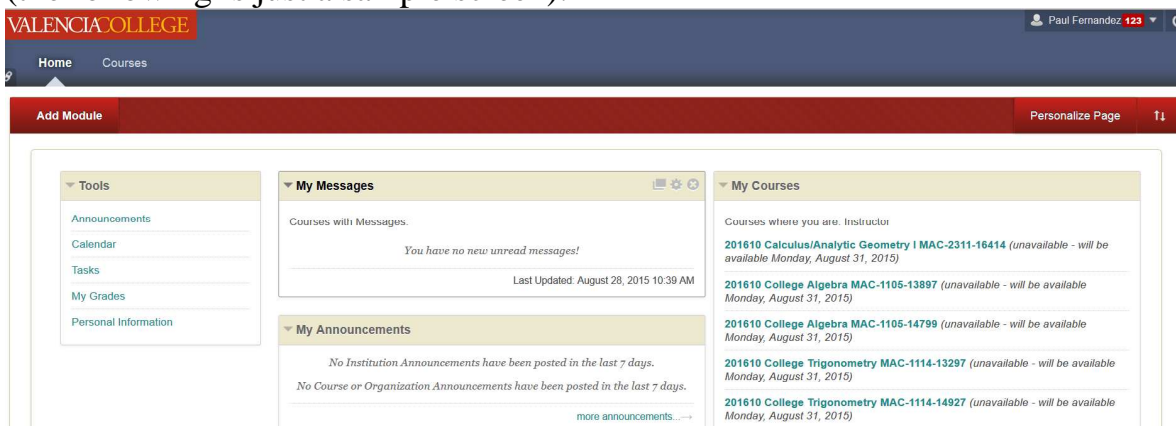 (the following is just a sample screen):
VALENCIACOLLEGE
Paul Fernandez 123
Home Courses
Add Module
Personalize Page
Tools
Announcements
Calendar
Tasks
My Grades
Personal Information
My Messages
Courses with Messages.
You have no new unread messages!
Last Updated: August 28, 2015 10:39 AM
My Announcements
No Institution Announcements have been posted in the last 7 days.
No Course or Organization Announcements have been posted in the last 7 days.
more announcements...→
My Courses
Courses where you are: Instructor
201610 Calculus/Analytic Geometry I MAC-2311-16414 (unavailable - will be
available Monday, August 31, 2015)
201610 College Algebra MAC-1105-13897 (unavailable - will be available
Monday, August 31, 2015)
201610 College Algebra MAC-1105-14799 (unavailable - will be available
Monday, August 31, 2015)
201610 College Trigonometry MAC-1114-13297 (unavailable - will be available
Monday, August 31, 2015)
201610 College Trigonometry MAC-1114-14927 (unavailable - will be available
Monday, August 31, 2015)